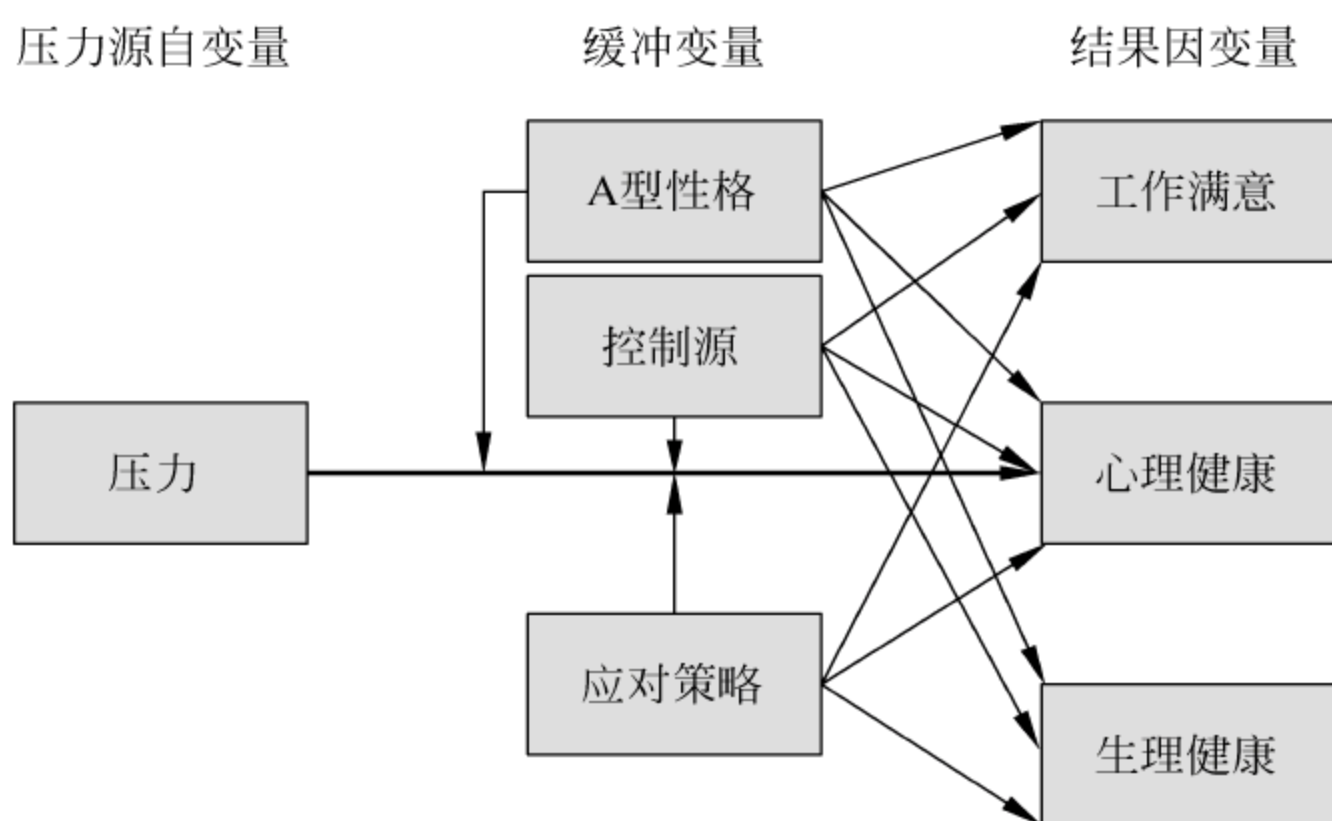 压力源自变量
缓冲变量
结果因变量
A型性格
工作满意
控制源
压力
心理健康
应对策略
生理健康